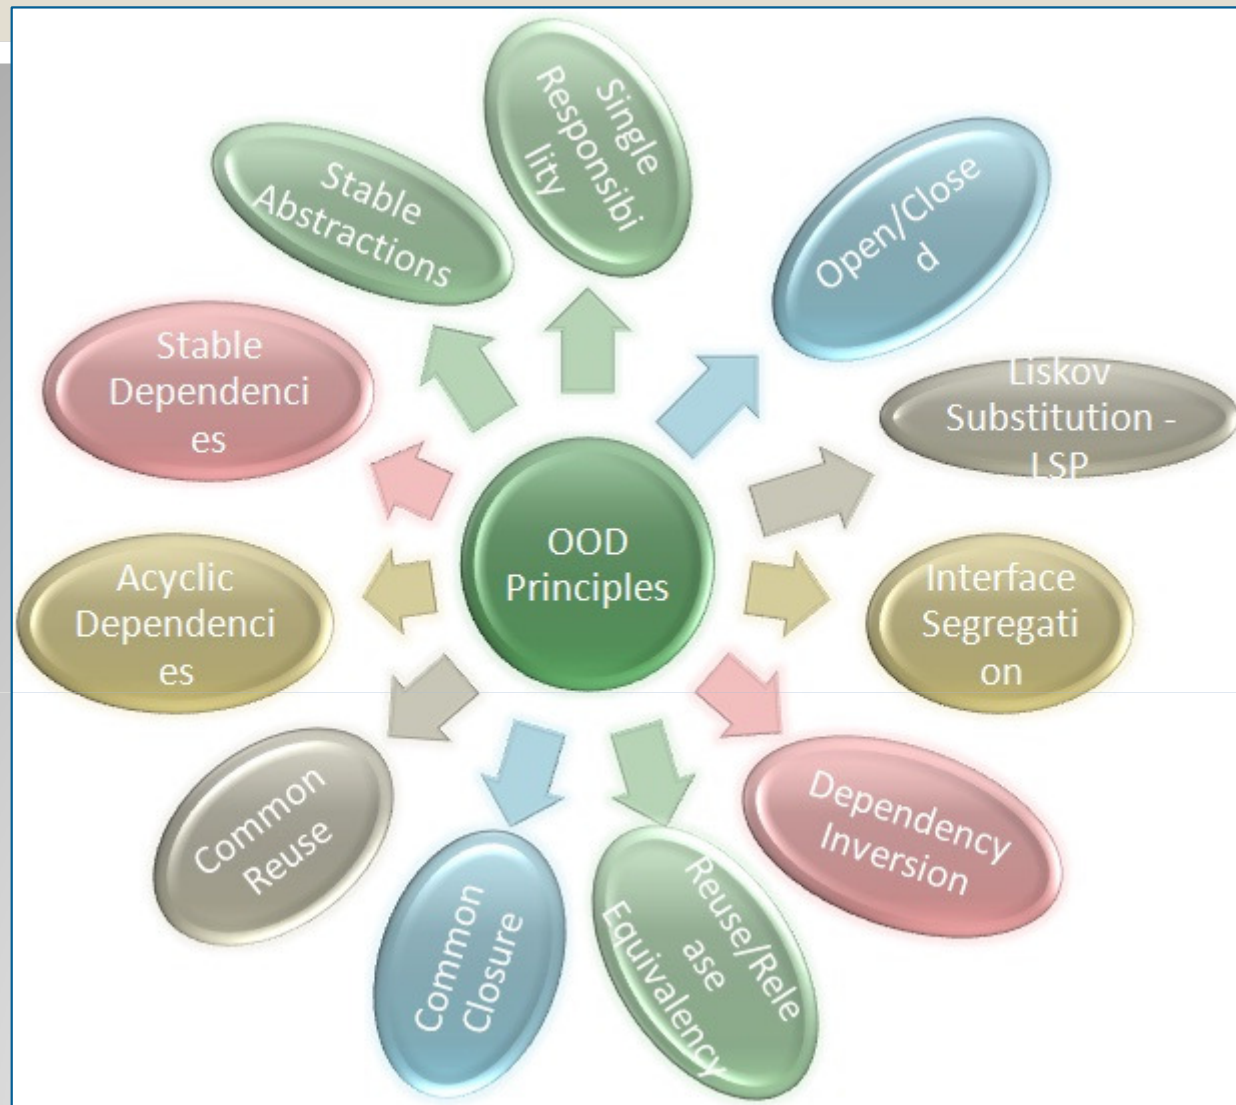 Single
Responsibi
lity
Open/Close
d
Liskov
Substitution -
LSP
Interface
Segregati
on
Dependency
Inversion
Reuse/Rele
ase
Equivalency
Common
Closure
Common
Reuse
Acyclic
Dependenci
es
Stable
Dependenci
es
Stable
Abstractions
OOD
Principles